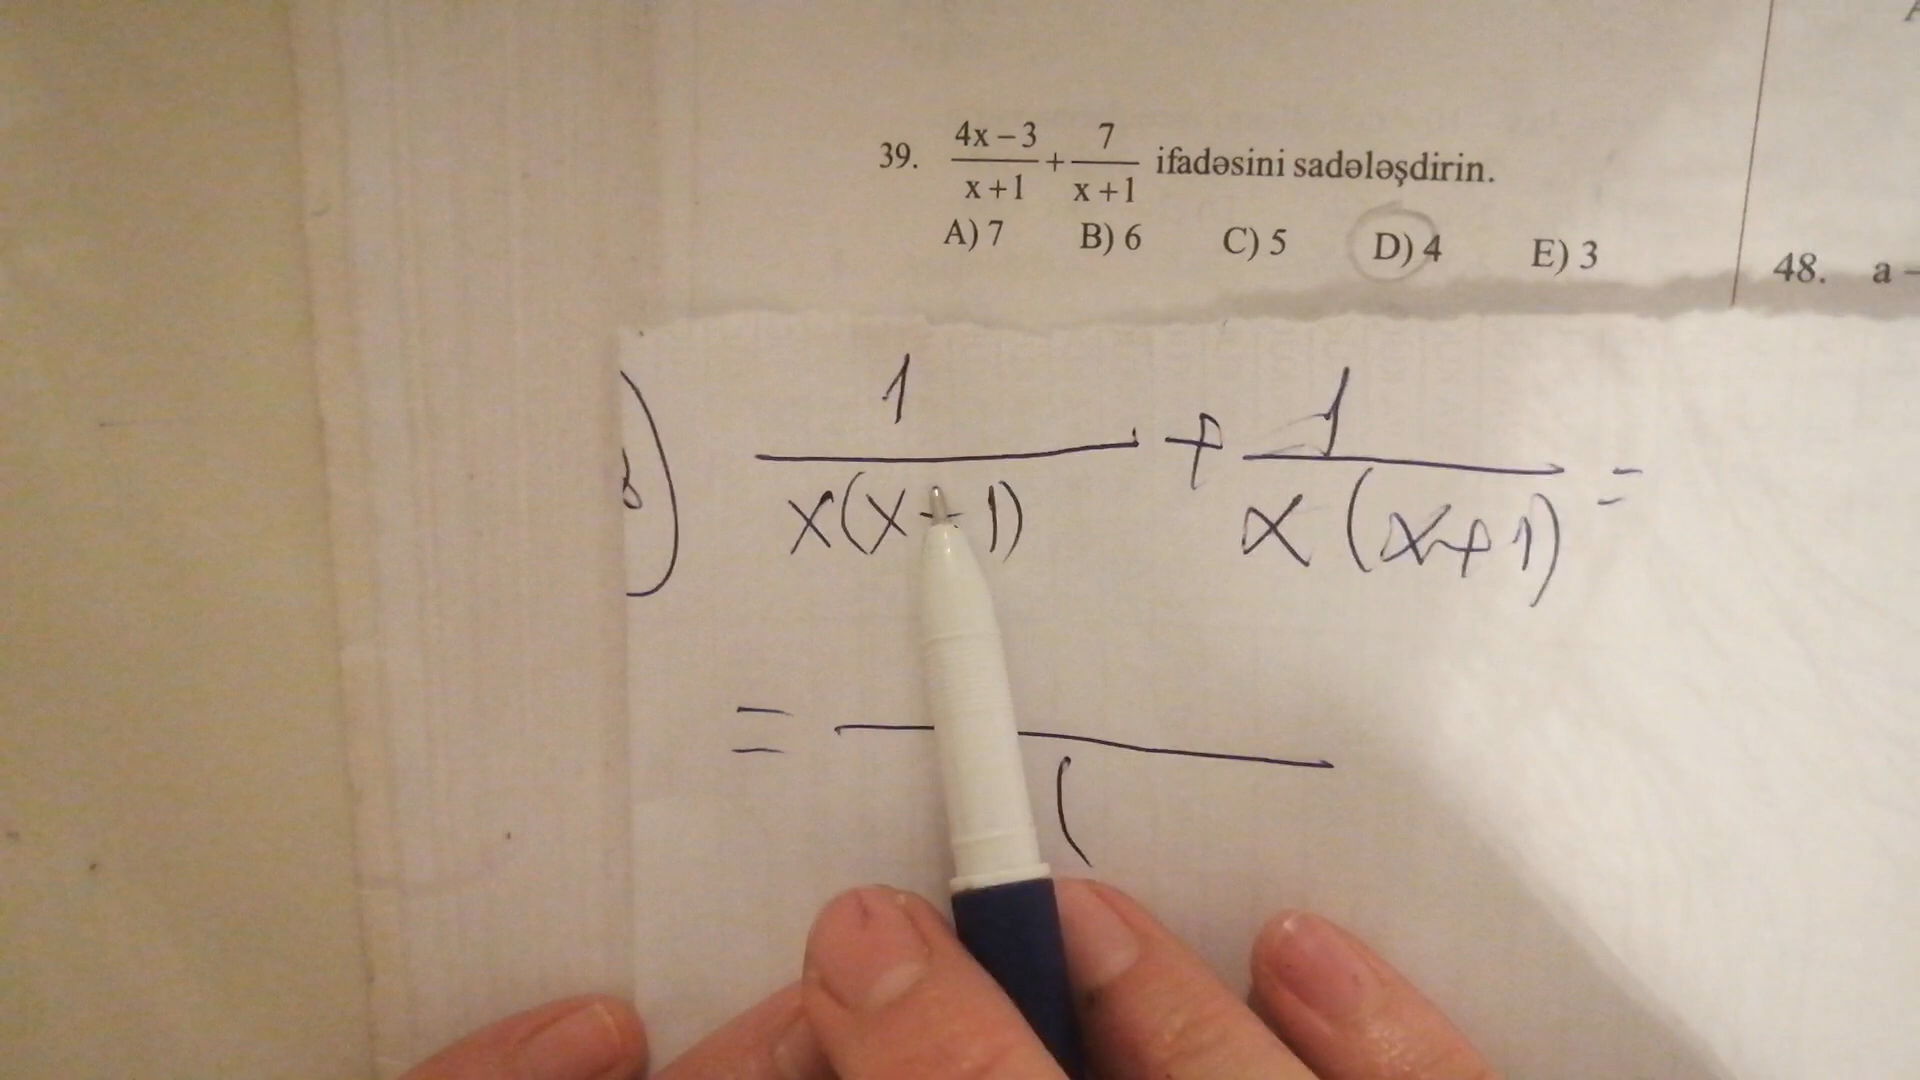 39. (4x – 3)/(x + 1) + 7/(x + 1) ifadəsini sadələşdirin.
A) 7 B) 6 C) 5 D) 4 E) 3
48. a –
1/(x(x - 1)) + 1/(x(x+1)) =
= (